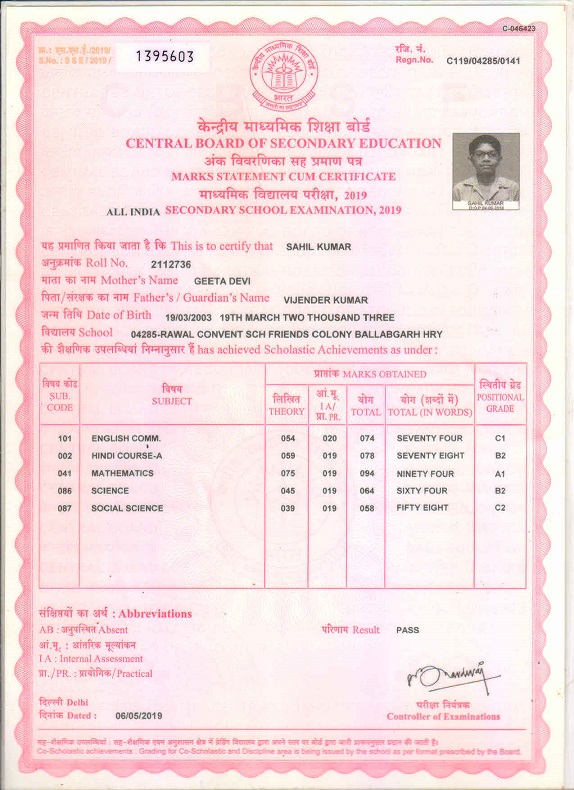 C-046423
क्र.: एस.एस.ई./2019/
S.No. : S S E / 2019 /
1395603
रजि. नं.
Regn.No. C119/04285/0141
केन्द्रीय माध्यमिक शिक्षा बोर्ड
भारत
केन्द्रीय माध्यमिक शिक्षा बोर्ड
CENTRAL BOARD OF SECONDARY EDUCATION
अंक विवरणिका सह प्रमाण पत्र
MARKS STATEMENT CUM CERTIFICATE
माध्यमिक विद्यालय परीक्षा, 2019
ALL INDIA SECONDARY SCHOOL EXAMINATION, 2019
SAHIL KUMAR
यह प्रमाणित किया जाता है कि This is to certify that SAHIL KUMAR
अनुक्रमांक Roll No. 2112736
माता का नाम Mother's Name GEETA DEVI
पिता/संरक्षक का नाम Father's / Guardian's Name VIJENDER KUMAR
जन्म तिथि Date of Birth 19/03/2003 19TH MARCH TWO THOUSAND THREE
विद्यालय School 04285-RAWAL CONVENT SCH FRIENDS COLONY BALLABGARH HRY
की शैक्षणिक उपलब्धियां निम्नानुसार हैं has achieved Scholastic Achievements as under :
विषय कोड SUB. CODE
विषय SUBJECT
प्राप्तांक MARKS OBTAINED
लिखित THEORY
आं.मू. I A / प्रा. PR.
योग TOTAL
योग (शब्दों में) TOTAL (IN WORDS)
स्थितीय ग्रेड POSITIONAL GRADE
101 ENGLISH COMM. 054 020 074 SEVENTY FOUR C1
002 HINDI COURSE-A 059 019 078 SEVENTY EIGHT B2
041 MATHEMATICS 075 019 094 NINETY FOUR A1
086 SCIENCE 045 019 064 SIXTY FOUR B2
087 SOCIAL SCIENCE 039 019 058 FIFTY EIGHT C2
संक्षिप्तियों का अर्थ : Abbreviations
AB : अनुपस्थित Absent
परिणाम Result PASS
आं.मू. : आंतरिक मूल्यांकन
I A : Internal Assessment
प्रा./PR. : प्रायोगिक/Practical
दिल्ली Delhi
दिनांक Dated : 06/05/2019
परीक्षा नियंत्रक
Controller of Examinations
सह-शैक्षणिक उपलब्धियां : सह-शैक्षणिक एवम अनुशासन क्षेत्र में ग्रेडिंग विद्यालय द्वारा अपने स्तर पर बोर्ड द्वारा जारी प्रारूपनुसार प्रदान की जाती है।
Co-Scholastic achievements : Grading for Co-Scholastic and Discipline area is being issued by the school as per format prescribed by the Board.